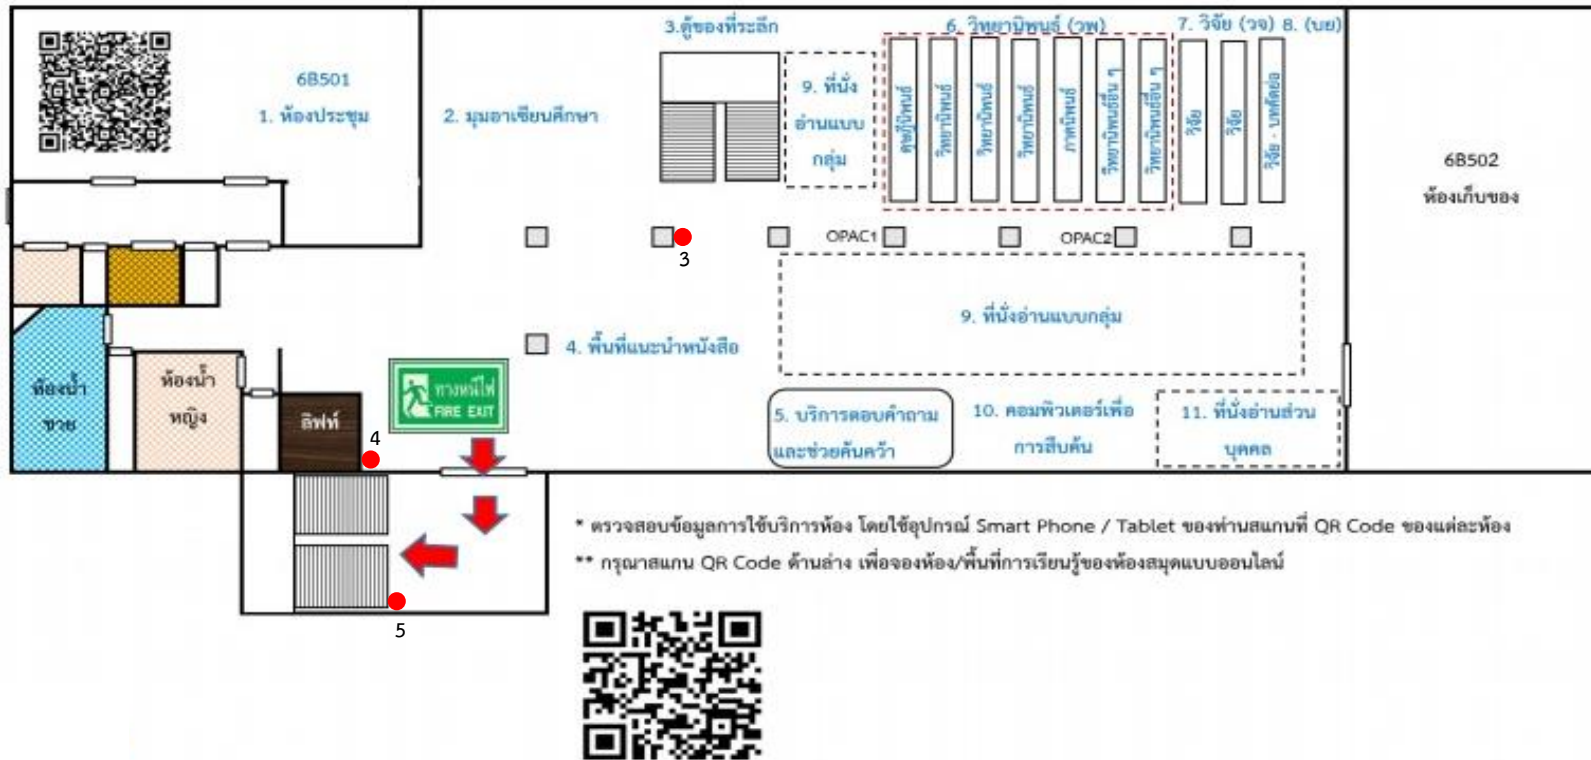 3.ตู้ของที่ระลึก
6. วิทยานิพนธ์ (วพ)
7. วิจัย (วจ) 8. (บย)
6B501
1. ห้องประชุม
2. มุมอาเซียนศึกษา
9. ที่นั่ง
อ่านแบบ
กลุ่ม
ดุษฎีนิพนธ์
วิทยานิพนธ์
วิทยานิพนธ์
วิทยานิพนธ์
ภาคนิพนธ์
วิทยานิพนธ์อื่น ๆ
วิทยานิพนธ์อื่น ๆ
วิจัย
วิจัย
วิจัย - บทคัดย่อ
6B502
ห้องเก็บของ
3
OPAC1
OPAC2
9. ที่นั่งอ่านแบบกลุ่ม
4. พื้นที่แนะนำหนังสือ
ห้องน้ำ
ชาย
ห้องน้ำ
หญิง
ลิฟท์
4
ทางหนีไฟ
FIRE EXIT
5. บริการตอบคำถาม
และช่วยค้นคว้า
10. คอมพิวเตอร์เพื่อ
การสืบค้น
11. ที่นั่งอ่านส่วน
บุคคล
* ตรวจสอบข้อมูลการใช้บริการห้อง โดยใช้อุปกรณ์ Smart Phone / Tablet ของท่านสแกนที่ QR Code ของแต่ละห้อง
** กรุณาสแกน QR Code ด้านล่าง เพื่อจองห้อง/พื้นที่การเรียนรู้ของห้องสมุดแบบออนไลน์
5